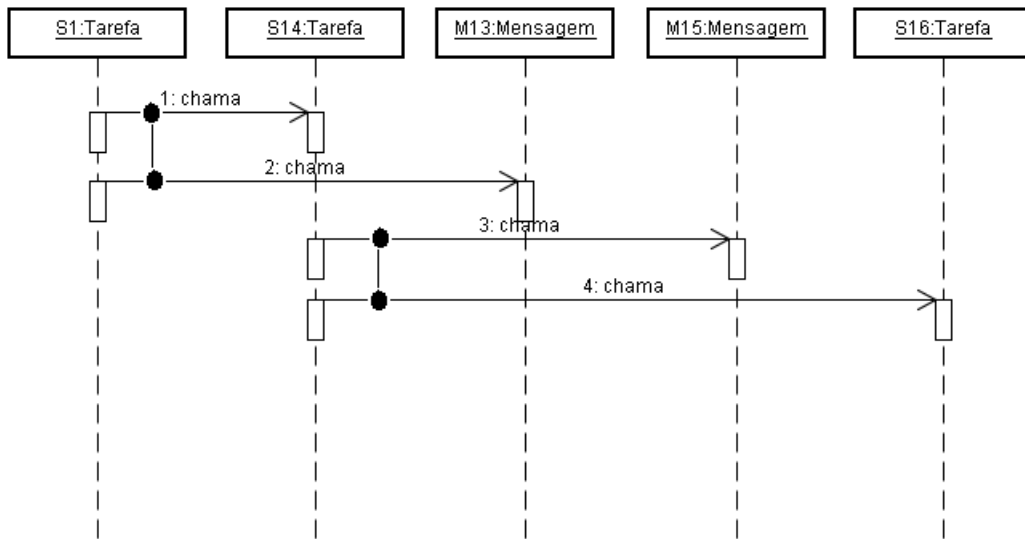 S1:Tarefa
S14:Tarefa
M13:Mensagem
M15:Mensagem
S16:Tarefa
1: chama
2: chama
3: chama
4: chama